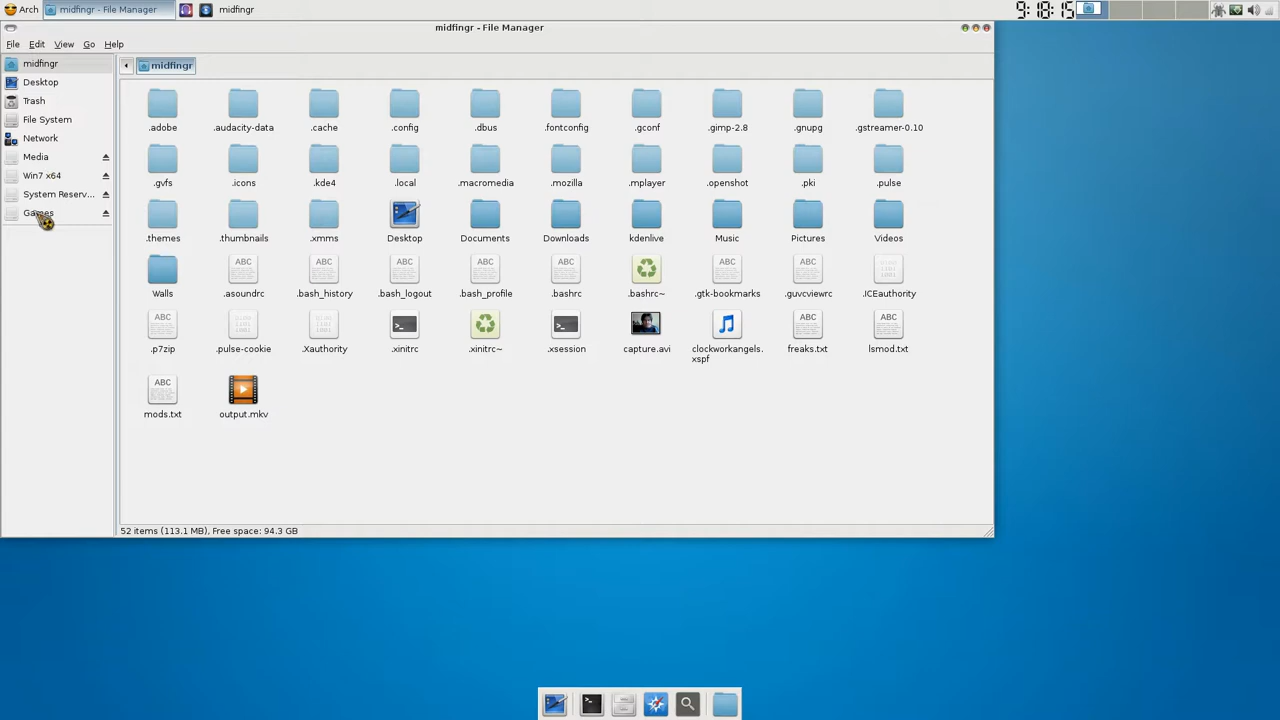 Arch
midfingr - File Manager
midfingr
9:18:15
midfingr - File Manager
File
Edit
View
Go
Help
midfingr
Desktop
Trash
File System
Network
Media
Win7 x64
System Reserv...
Games
midfingr
.adobe
.audacity-data
.cache
.config
.dbus
.fontconfig
.gconf
.gimp-2.8
.gnupg
.gstreamer-0.10
.gvfs
.icons
.kde4
.local
.macromedia
.mozilla
.mplayer
.openshot
.pki
.pulse
.themes
.thumbnails
.xmms
Desktop
Documents
Downloads
kdenlive
Music
Pictures
Videos
Walls
.asoundrc
.bash_history
.bash_logout
.bash_profile
.bashrc
.bashrc~
.gtk-bookmarks
.guvcviewrc
.ICEauthority
.p7zip
.pulse-cookie
.Xauthority
.xinitrc
.xinitrc~
.xsession
capture.avi
clockworkangels.
xspf
freaks.txt
lsmod.txt
mods.txt
output.mkv
52 items (113.1 MB), Free space: 94.3 GB